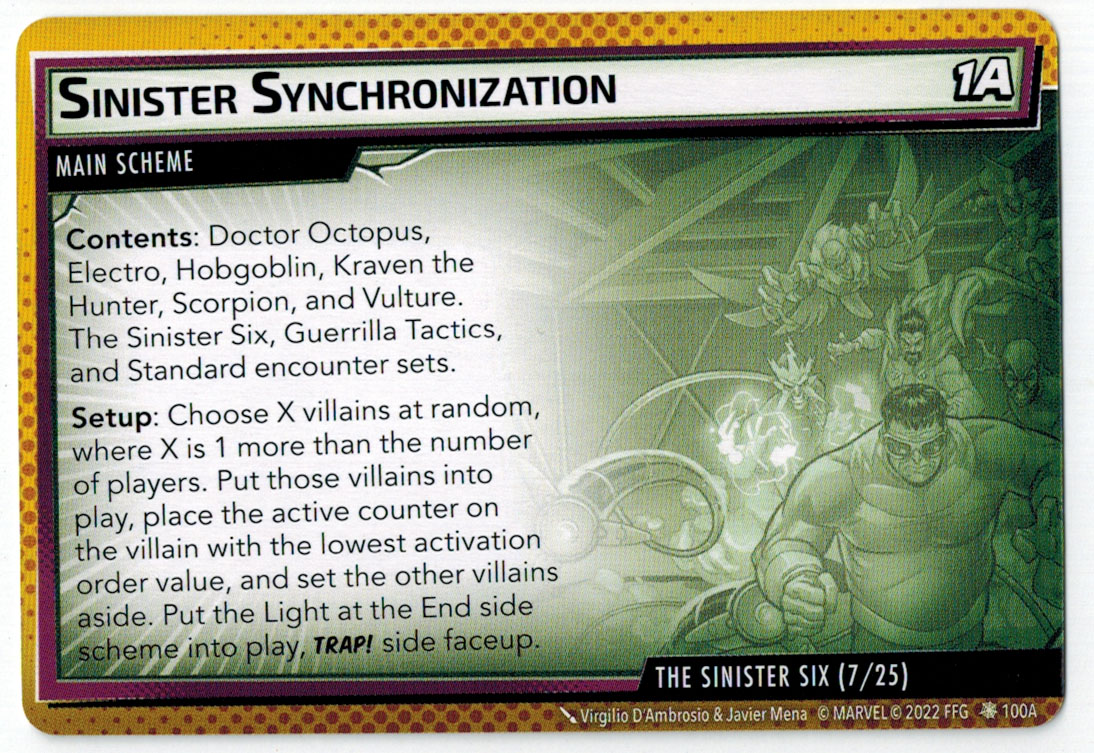 SINISTER SYNCHRONIZATION
1A
MAIN SCHEME
Contents: Doctor Octopus,
Electro, Hobgoblin, Kraven the
Hunter, Scorpion, and Vulture.
The Sinister Six, Guerrilla Tactics,
and Standard encounter sets.
Setup: Choose X villains at random,
where X is 1 more than the number
of players. Put those villains into
play, place the active counter on
the villain with the lowest activation
order value, and set the other villains
aside. Put the Light at the End side
scheme into play, TRAP! side faceup.
THE SINISTER SIX (7/25)
Virgilio D'Ambrosio & Javier Mena © MARVEL © 2022 FFG 100A